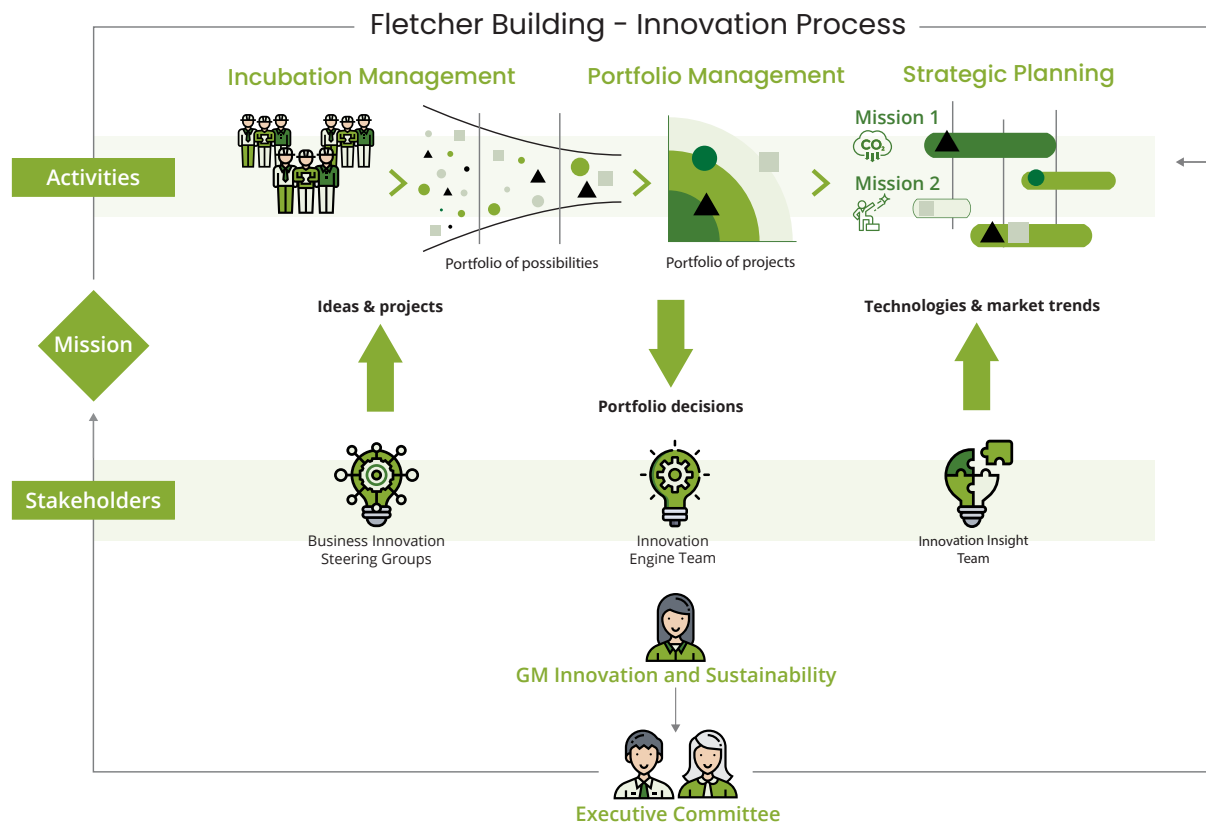 Fletcher Building - Innovation Process
Incubation Management
Portfolio Management
Strategic Planning
Mission 1
CO₂
Activities
Mission 2
Portfolio of possibilities
Portfolio of projects
Ideas & projects
Technologies & market trends
Mission
Portfolio decisions
Stakeholders
Business Innovation
Steering Groups
Innovation
Engine Team
Innovation Insight
Team
GM Innovation and Sustainability
Executive Committee